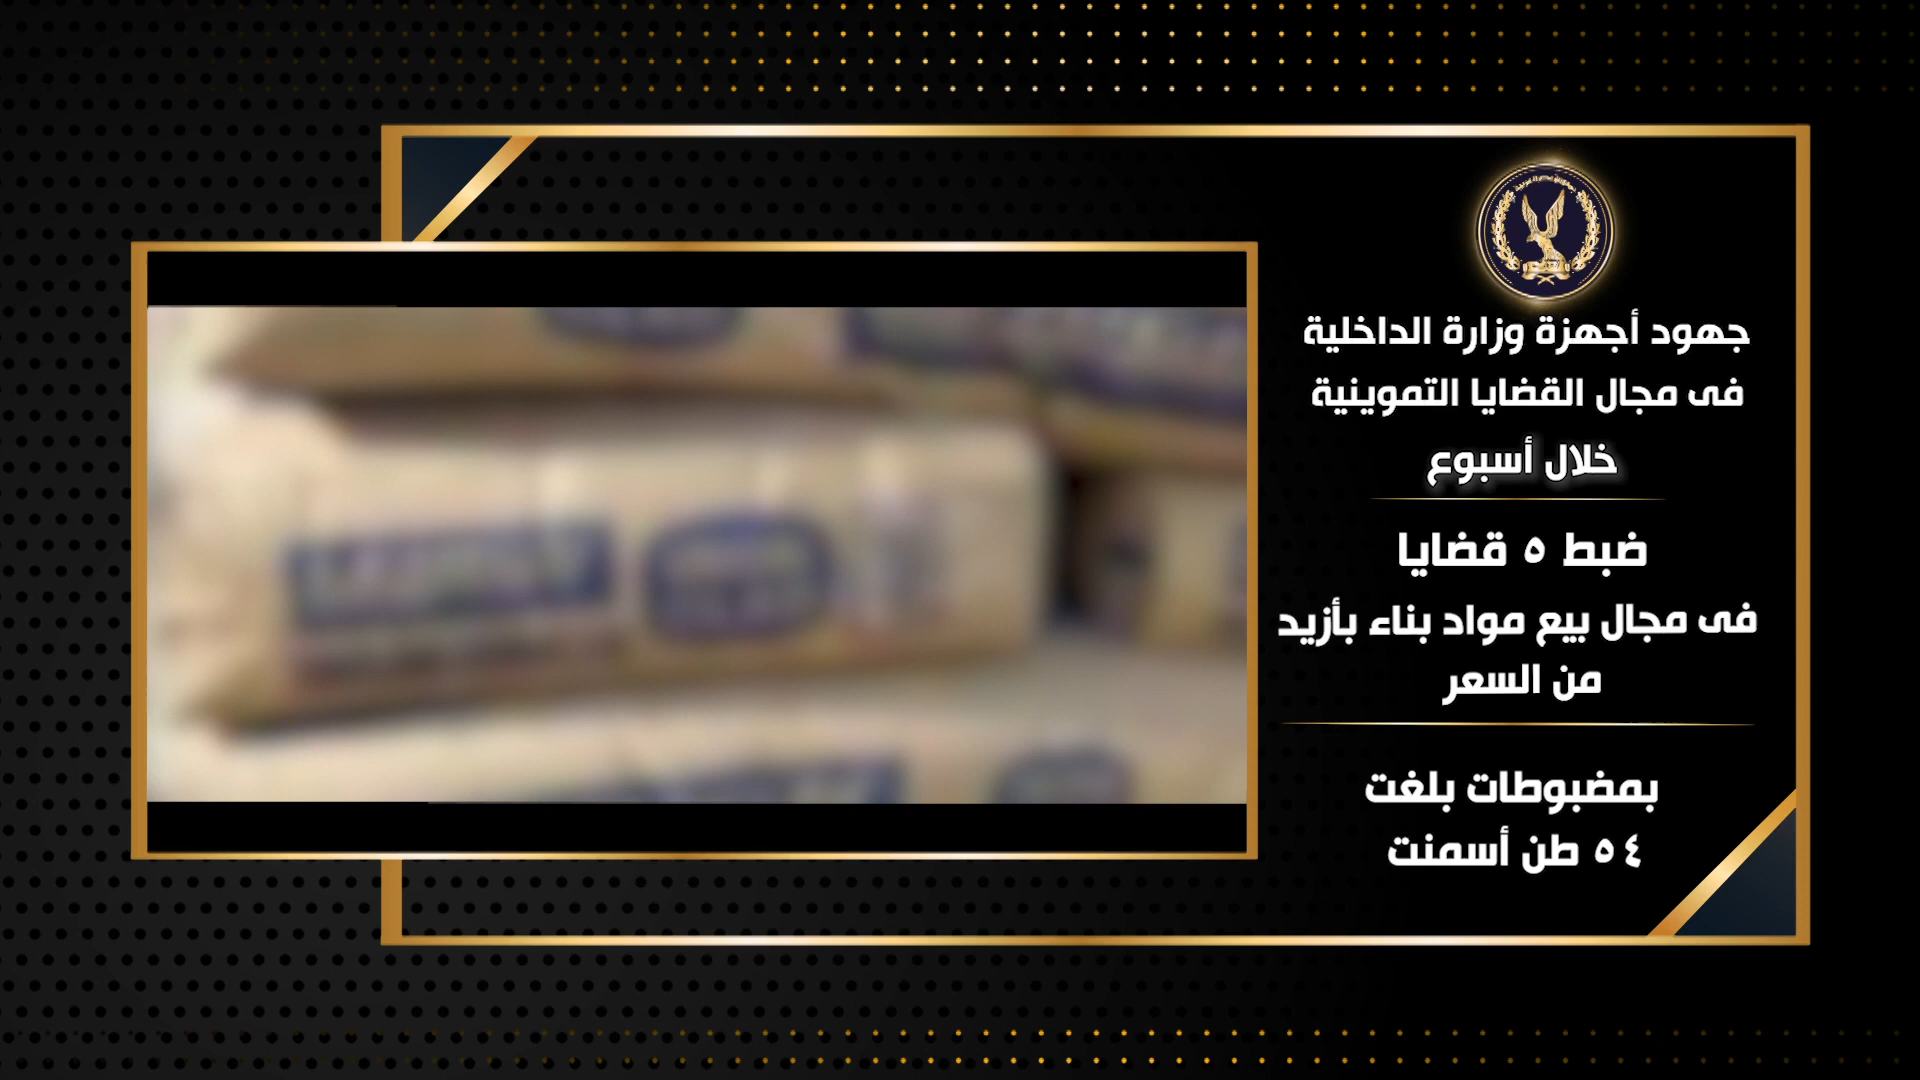 جهود أجهزة وزارة الداخلية
فى مجال القضايا التموينية
خلال أسبوع
ضبط ٥ قضايا
فى مجال بيع مواد بناء بأزيد
من السعر
بمضبوطات بلغت
٥٤ طن أسمنت